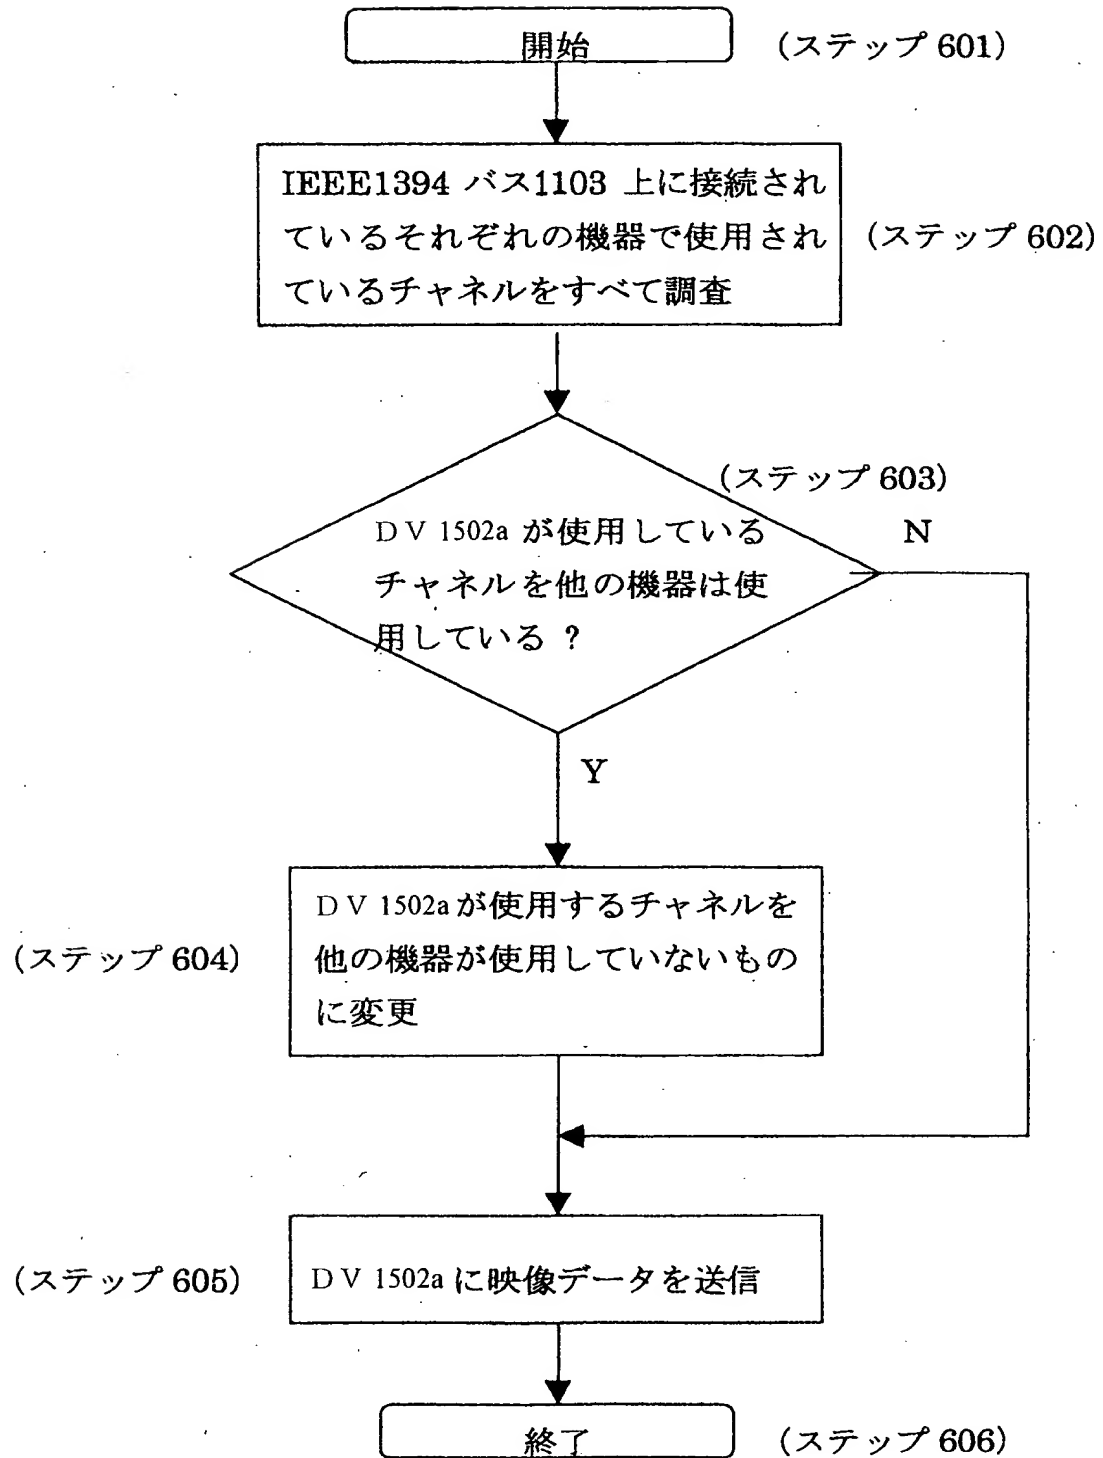 開始
(ステップ 601)
IEEE1394 バス1103 上に接続され
ているそれぞれの機器で使用され
ているチャネルをすべて調査
(ステップ 602)
(ステップ 603)
DV 1502a が使用している
チャネルを他の機器は使
用している ?
N
Y
DV 1502aが使用するチャネルを
他の機器が使用していないもの
に変更
(ステップ 604)
DV 1502a に映像データを送信
(ステップ 605)
終了
(ステップ 606)